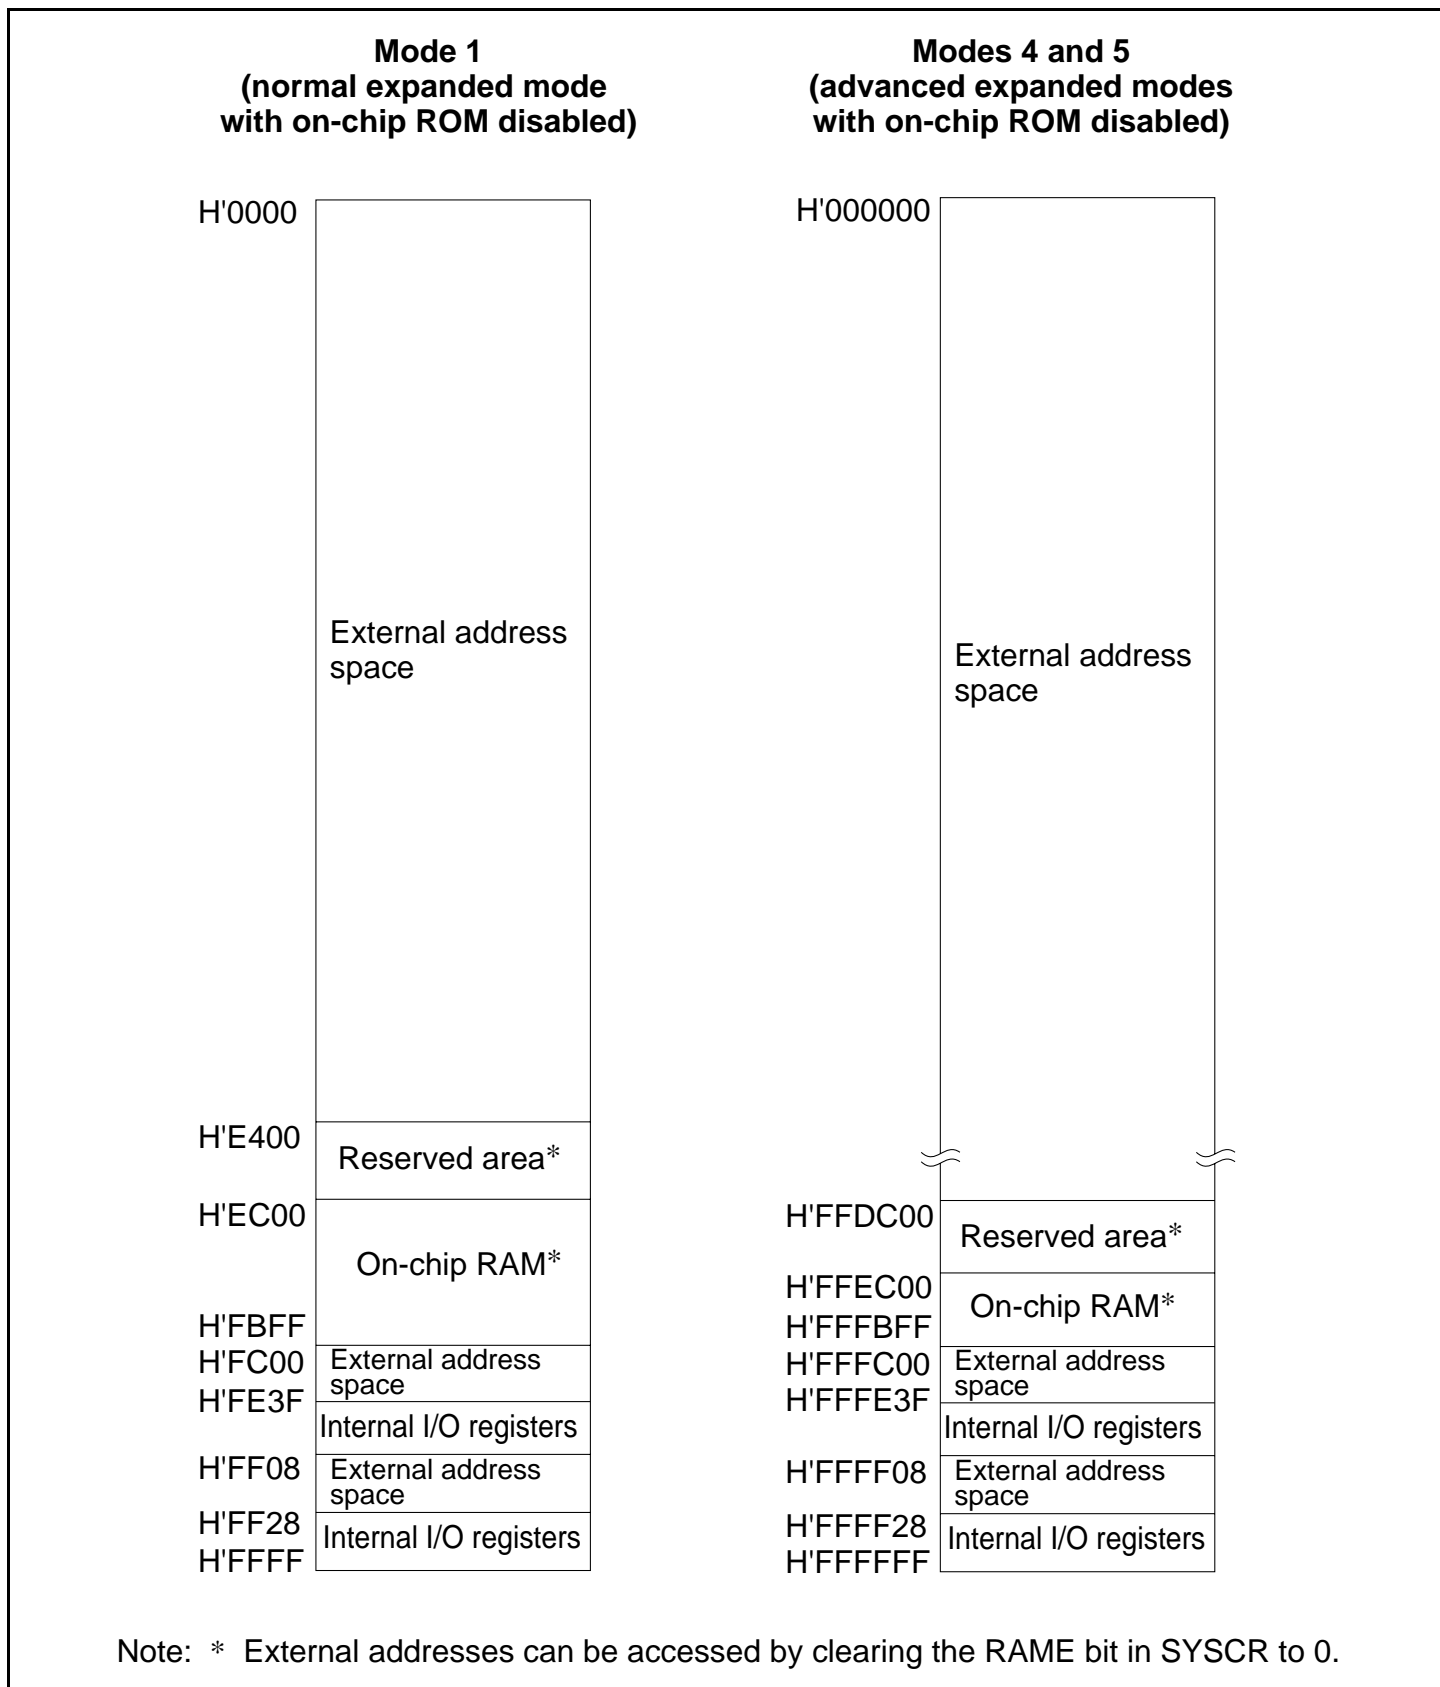 Mode 1
(normal expanded mode
with on-chip ROM disabled)
H'0000
External address
space
H'E400
Reserved area*
H'EC00
On-chip RAM*
H'FBFF
H'FC00
External address
space
H'FE3F
Internal I/O registers
H'FF08
External address
space
H'FF28
Internal I/O registers
H'FFFF
Modes 4 and 5
(advanced expanded modes
with on-chip ROM disabled)
H'000000
External address
space
H'FFDC00
Reserved area*
H'FFEC00
On-chip RAM*
H'FFFBFF
H'FFFC00
External address
space
H'FFFE3F
Internal I/O registers
H'FFFF08
External address
space
H'FFFF28
Internal I/O registers
H'FFFFFF
Note: * External addresses can be accessed by clearing the RAME bit in SYSCR to 0.